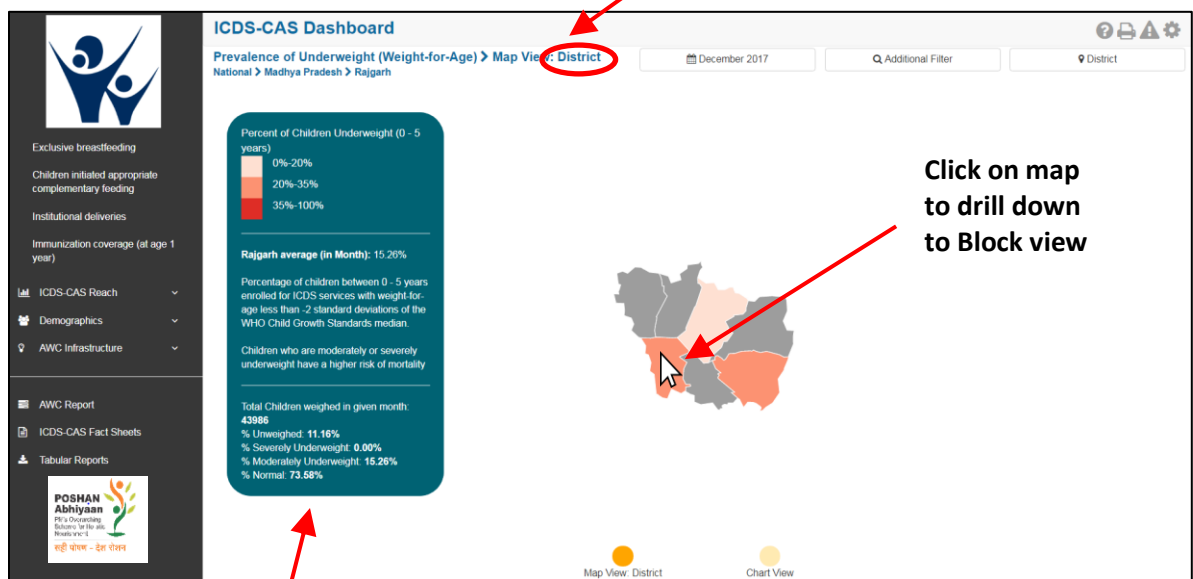 ICDS-CAS Dashboard
Prevalence of Underweight (Weight-for-Age) > Map View: District
National > Madhya Pradesh > Rajgarh
December 2017
Additional Filter
District
Exclusive breastfeeding
Children initiated appropriate
complementary feeding
Institutional deliveries
Immunization coverage (at age 1
year)
ICDS-CAS Reach
Demographics
AWC Infrastructure
AWC Report
ICDS-CAS Fact Sheets
Tabular Reports
POSHAN
Abhiyaan
PM's Overarching
सही पोषण – देश रोशन
Percent of Children Underweight (0 - 5
years)
0%-20%
20%-35%
35%-100%
Rajgarh average (in Month): 15.26%
Percentage of children between 0 - 5 years
enrolled for ICDS services with weight-for-
age less than -2 standard deviations of the
WHO Child Growth Standards median.
Children who are moderately or severely
underweight have a higher risk of mortality
Total Children weighed in given month:
43986
% Unweighed: 11.16%
% Severely Underweight: 0.00%
% Moderately Underweight: 15.26%
% Normal: 73.58%
Click on map
to drill down
to Block view
Map View: District
Chart View